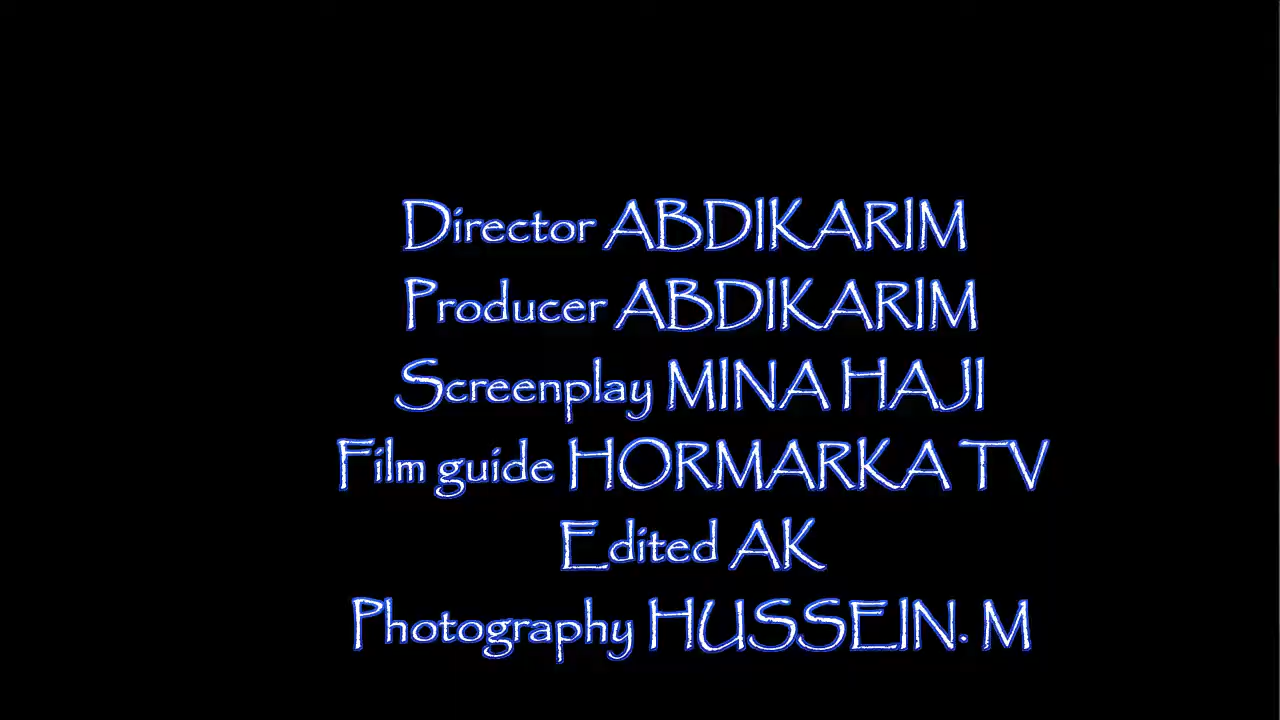 Director ABDIKARIM
Producer ABDIKARIM
Screenplay MINA HAJI
Film guide HORMARKA TV
Edited AK
Photography HUSSEIN. M